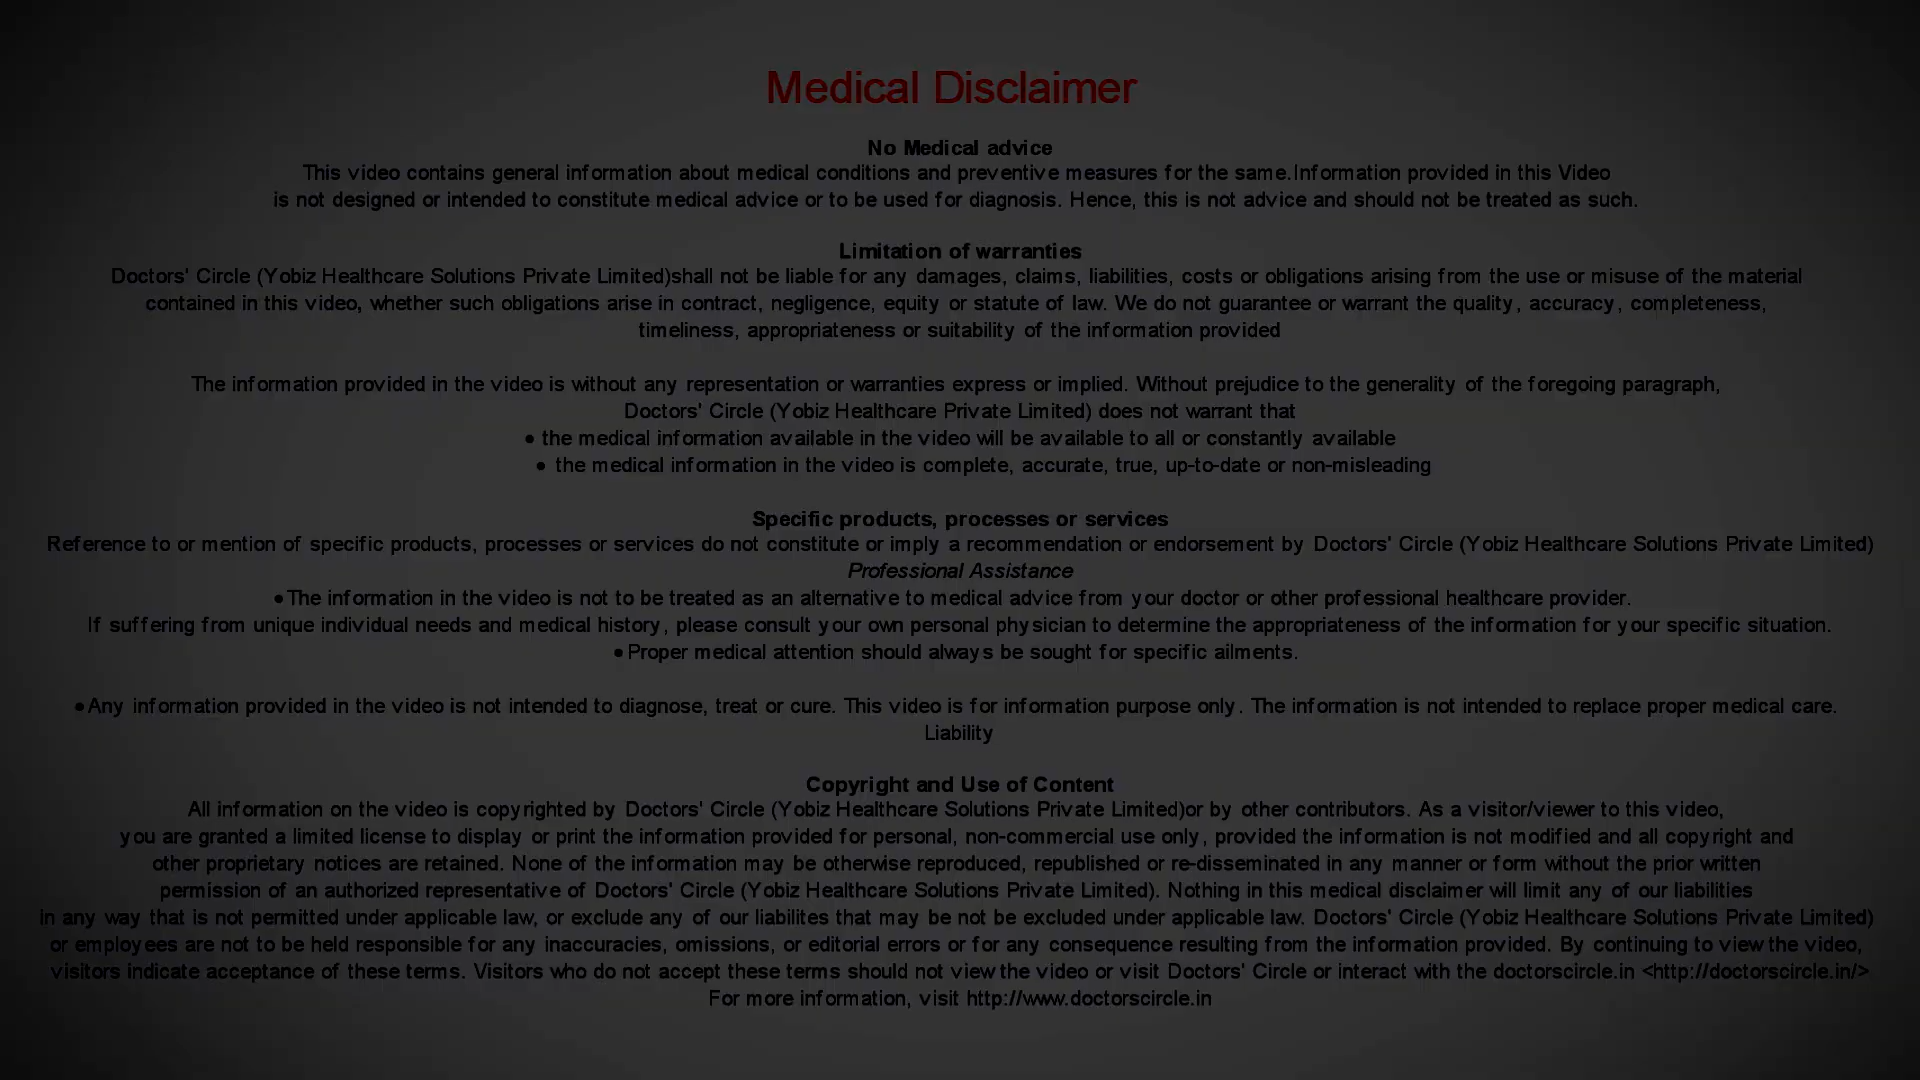 Medical Disclaimer
No Medical advice
This video contains general information about medical conditions and preventive measures for the same.Information provided in this Video
is not designed or intended to constitute medical advice or to be used for diagnosis. Hence, this is not advice and should not be treated as such.
Limitation of warranties
Doctors' Circle (Yobiz Healthcare Solutions Private Limited)shall not be liable for any damages, claims, liabilities, costs or obligations arising from the use or misuse of the material
contained in this video, whether such obligations arise in contract, negligence, equity or statute of law. We do not guarantee or warrant the quality, accuracy, completeness,
timeliness, appropriateness or suitability of the information provided
The information provided in the video is without any representation or warranties express or implied. Without prejudice to the generality of the foregoing paragraph,
Doctors' Circle (Yobiz Healthcare Private Limited) does not warrant that
● the medical information available in the video will be available to all or constantly available
● the medical information in the video is complete, accurate, true, up-to-date or non-misleading
Specific products, processes or services
Reference to or mention of specific products, processes or services do not constitute or imply a recommendation or endorsement by Doctors' Circle (Yobiz Healthcare Solutions Private Limited)
Professional Assistance
●The information in the video is not to be treated as an alternative to medical advice from your doctor or other professional healthcare provider.
If suffering from unique individual needs and medical history, please consult your own personal physician to determine the appropriateness of the information for your specific situation.
●Proper medical attention should always be sought for specific ailments.
●Any information provided in the video is not intended to diagnose, treat or cure. This video is for information purpose only. The information is not intended to replace proper medical care.
Liability
Copyright and Use of Content
All information on the video is copyrighted by Doctors' Circle (Yobiz Healthcare Solutions Private Limited)or by other contributors. As a visitor/viewer to this video,
you are granted a limited license to display or print the information provided for personal, non-commercial use only, provided the information is not modified and all copyright and
other proprietary notices are retained. None of the information may be otherwise reproduced, republished or re-disseminated in any manner or form without the prior written
permission of an authorized representative of Doctors' Circle (Yobiz Healthcare Solutions Private Limited). Nothing in this medical disclaimer will limit any of our liabilities
in any way that is not permitted under applicable law, or exclude any of our liabilites that may be not be excluded under applicable law. Doctors' Circle (Yobiz Healthcare Solutions Private Limited)
or employees are not to be held responsible for any inaccuracies, omissions, or editorial errors or for any consequence resulting from the information provided. By continuing to view the video,
visitors indicate acceptance of these terms. Visitors who do not accept these terms should not view the video or visit Doctors' Circle or interact with the doctorscircle.in <http://doctorscircle.in/>
For more information, visit http://www.doctorscircle.in